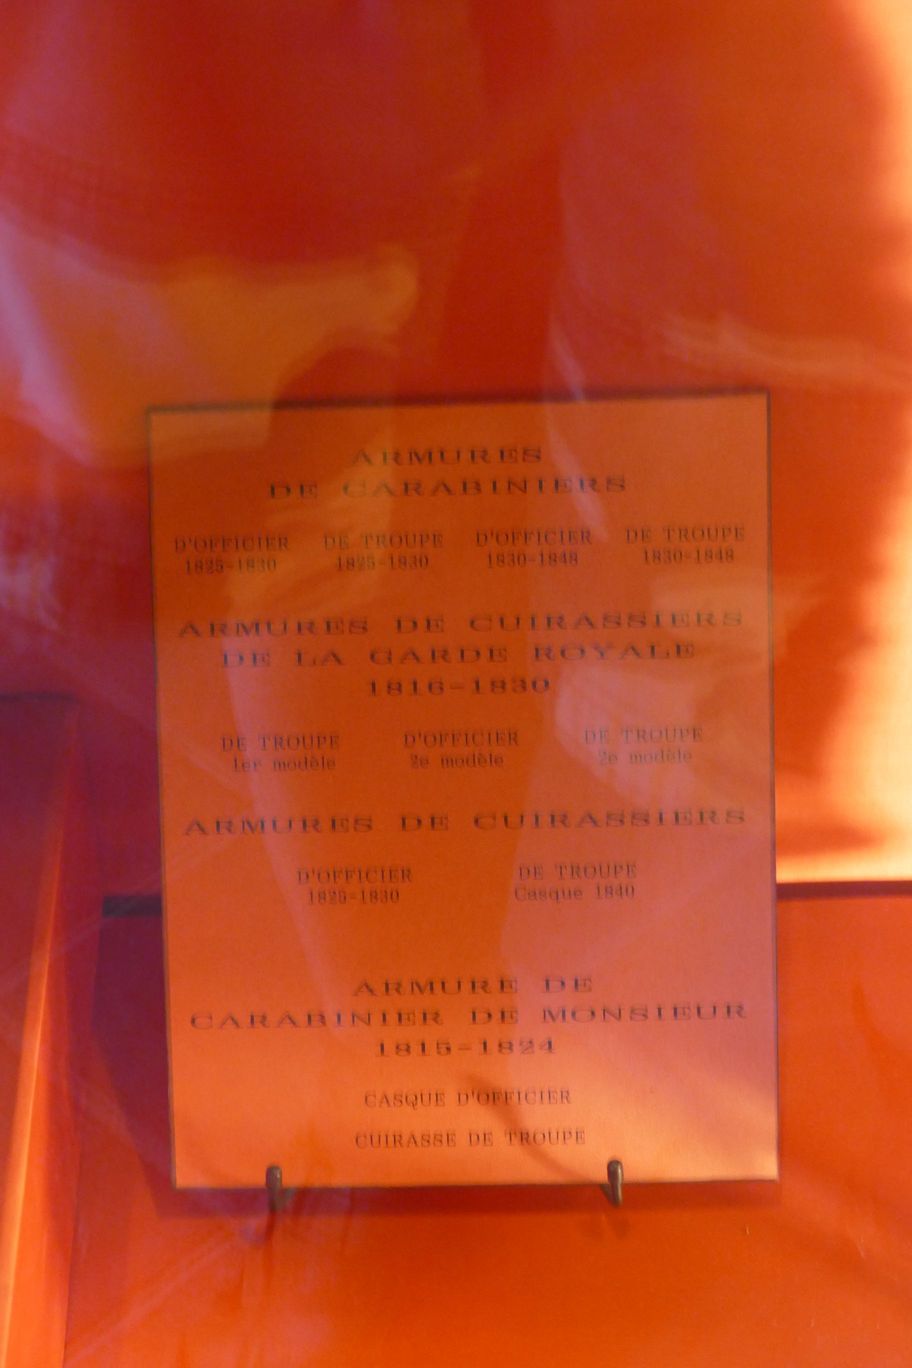 ARMURES
DE CARABINIERS
D'OFFICIER DE TROUPE D'OFFICIER DE TROUPE
1825-1830 1825-1930 1830-1848 1830-1848
ARMURES DE CUIRASSIERS
DE LA GARDE ROYALE
1816-1830
DE TROUPE D'OFFICIER DE TROUPE
1er modèle 2e modèle 2e modèle
ARMURES DE CUIRASSIERS
D'OFFICIER DE TROUPE
1825-1830 Casque 1840
ARMURE DE
CARABINIER DE MONSIEUR
1815-1824
CASQUE D'OFFICIER
CUIRASSE DE TROUPE